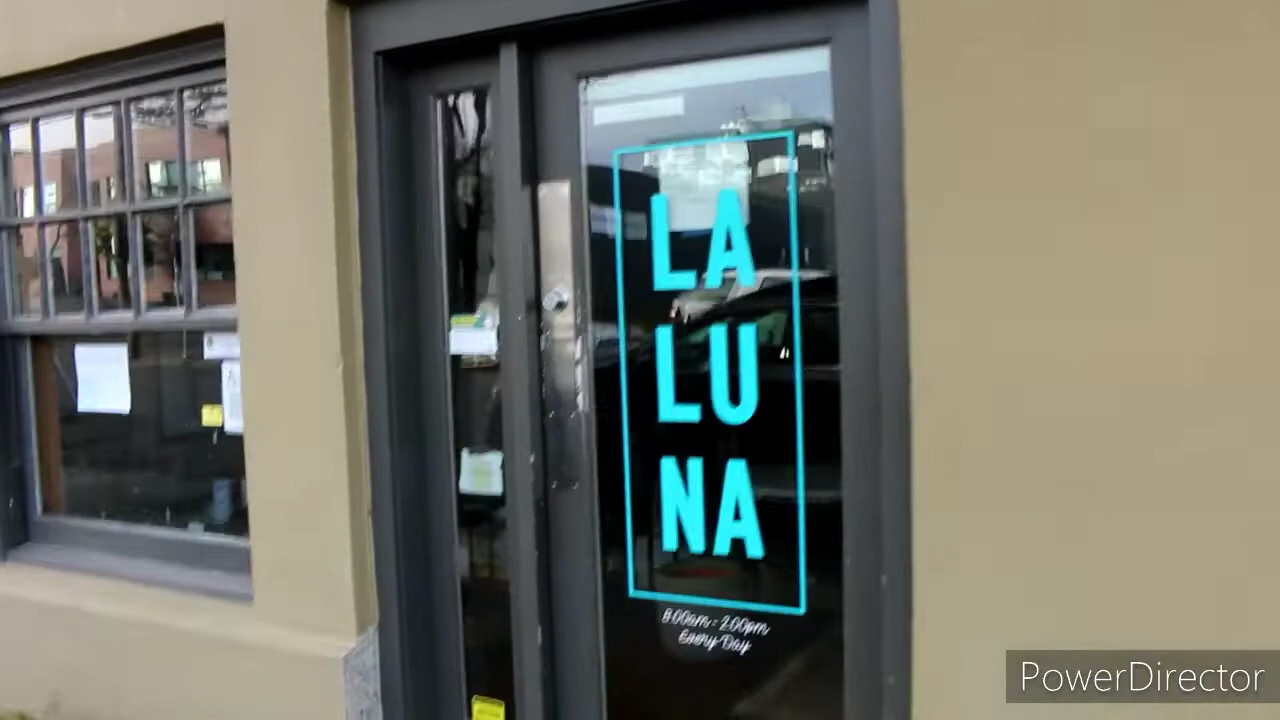 LA
LU
NA
8:00am - 2:00pm
Every Day
PowerDirector